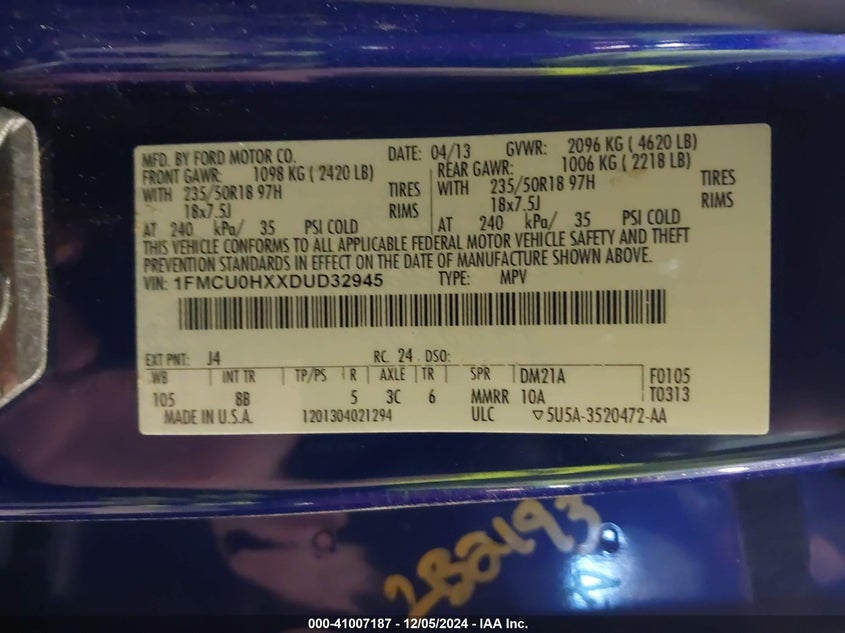 MFD. BY FORD MOTOR CO. DATE: 04/13 GVWR: 2096 KG ( 4620 LB)
FRONT GAWR: 1098 KG ( 2420 LB) REAR GAWR: 1006 KG ( 2218 LB)
WITH 235/50R18 97H TIRES WITH 235/50R18 97H TIRES
18x7.5J RIMS 18x7.5J RIMS
AT 240 kPa/ 35 PSI COLD AT 240 kPa/ 35 PSI COLD
THIS VEHICLE CONFORMS TO ALL APPLICABLE FEDERAL MOTOR VEHICLE SAFETY AND THEFT
PREVENTION STANDARDS IN EFFECT ON THE DATE OF MANUFACTURE SHOWN ABOVE.
VIN: 1FMCU0HXXDUD32945 TYPE: MPV
EXT PNT: J4 RC: 24 DSO:
WB INT TR TP/PS R AXLE TR SPR DM21A F0105
105 8B 5 3C 6 MMRR 10A T0313
MADE IN U.S.A. 1201304021294 ULC ▽5U5A-3520472-AA
282193
000-41007187 - 12/05/2024 - IAA Inc.